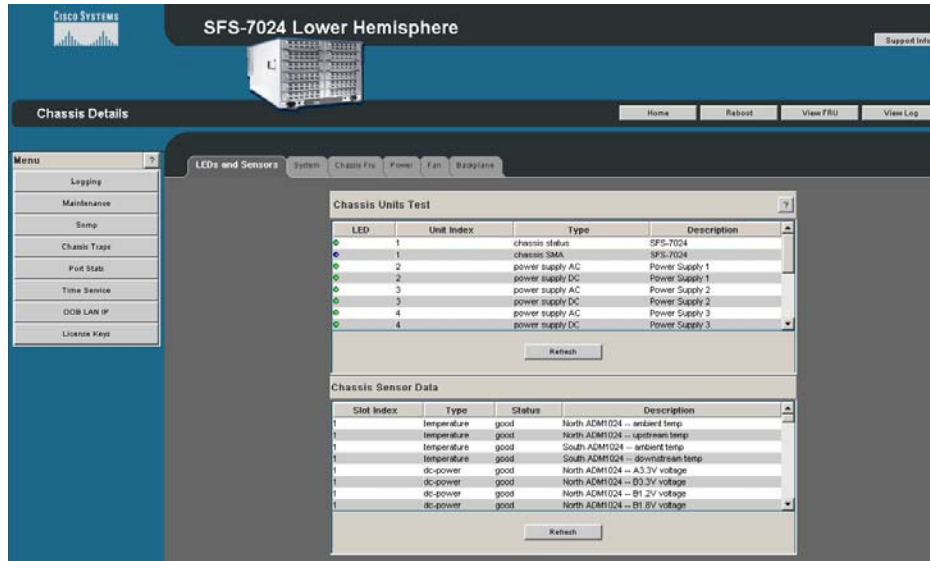 CISCO SYSTEMS
SFS-7024 Lower Hemisphere
Support Info
Chassis Details
Home Reboot View FRU View Log
Menu ?
Logging
Maintenance
Snmp
Chassis Traps
Port Stats
Time Service
OOB LAN IP
License Keys
LEDs and Sensors System Chassis Fru Power Fan Backplane
Chassis Units Test ?
LED Unit Index Type Description
1 chassis status SFS-7024
1 chassis SMA SFS-7024
2 power supply AC Power Supply 1
2 power supply DC Power Supply 1
3 power supply AC Power Supply 2
3 power supply DC Power Supply 2
4 power supply AC Power Supply 3
4 power supply DC Power Supply 3
Refresh
Chassis Sensor Data
Slot Index Type Status Description
1 temperature good North ADM1024 -- ambient temp
1 temperature good North ADM1024 -- upstream temp
1 temperature good South ADM1024 -- ambient temp
1 temperature good South ADM1024 -- downstream temp
1 dc-power good North ADM1024 -- A3.3V voltage
1 dc-power good North ADM1024 -- B3.3V voltage
1 dc-power good North ADM1024 -- B1.2V voltage
1 dc-power good North ADM1024 -- B1.8V voltage
Refresh